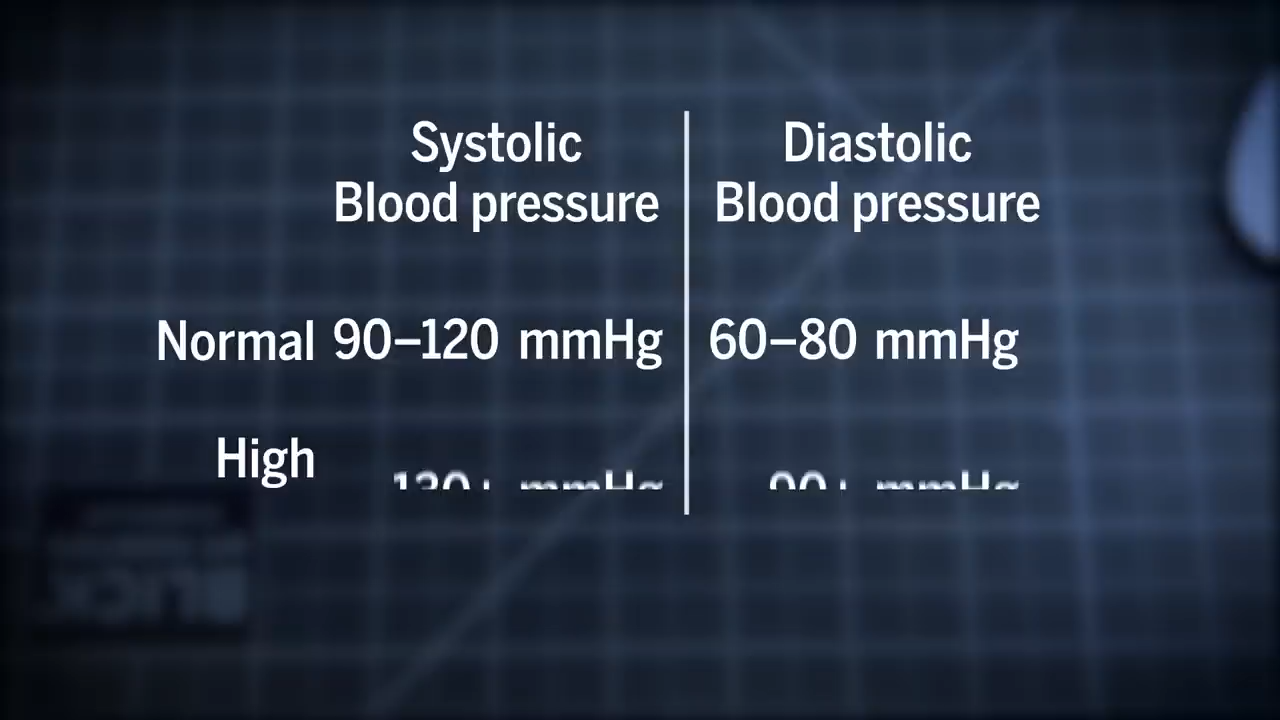 Systolic
Blood pressure
Diastolic
Blood pressure
Normal 90–120 mmHg 60–80 mmHg
High